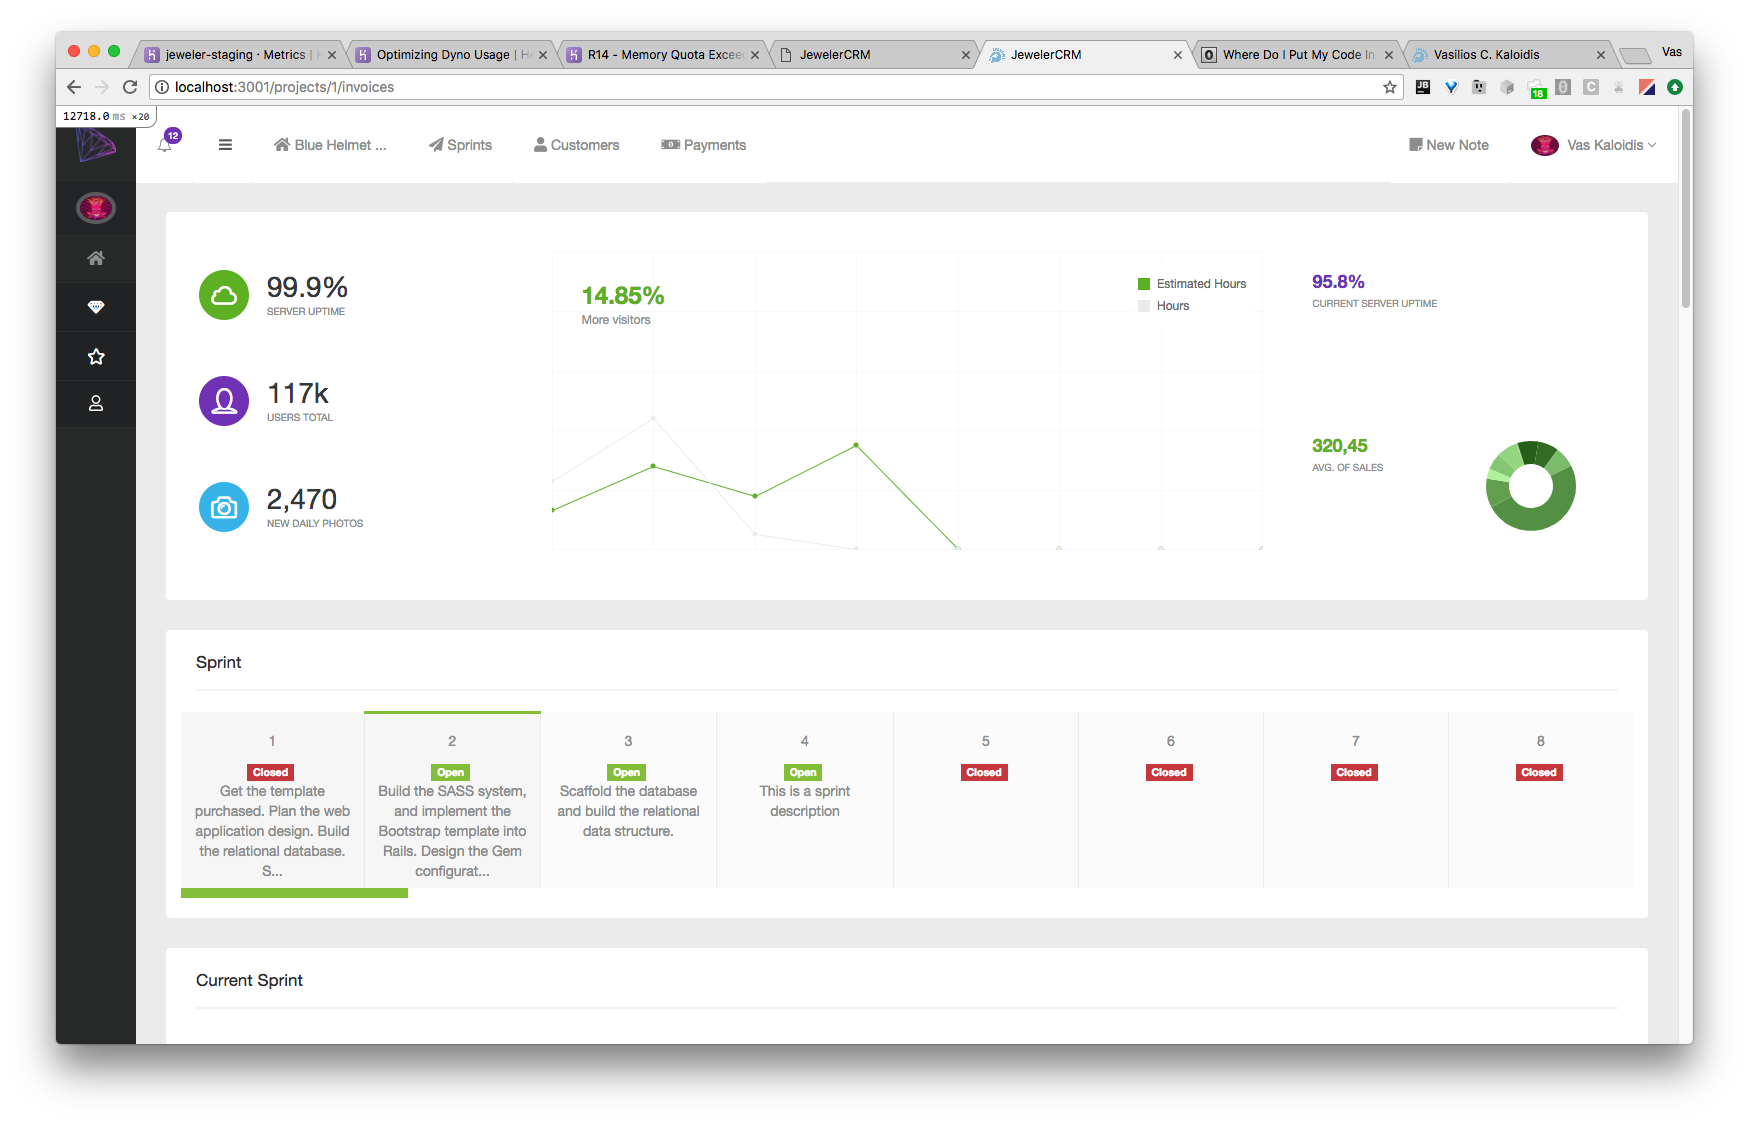 jeweler-staging · Metrics | H
Optimizing Dyno Usage | He
R14 - Memory Quota Exceed
JewelerCRM
JewelerCRM
Where Do I Put My Code In
Vasilios C. Kaloidis
Vas
localhost:3001/projects/1/invoices
18
12718.0 ms ×20
12
Blue Helmet ...
Sprints
Customers
Payments
New Note
Vas Kaloidis
99.9%
SERVER UPTIME
117k
USERS TOTAL
2,470
NEW DAILY PHOTOS
14.85%
More visitors
Estimated Hours
Hours
95.8%
CURRENT SERVER UPTIME
320,45
AVG. OF SALES
Sprint
1
Closed
Get the template
purchased. Plan the web
application design. Build
the relational database.
S...
2
Open
Build the SASS system,
and implement the
Bootstrap template into
Rails. Design the Gem
configurat...
3
Open
Scaffold the database
and build the relational
data structure.
4
Open
This is a sprint
description
5
Closed
6
Closed
7
Closed
8
Closed
Current Sprint